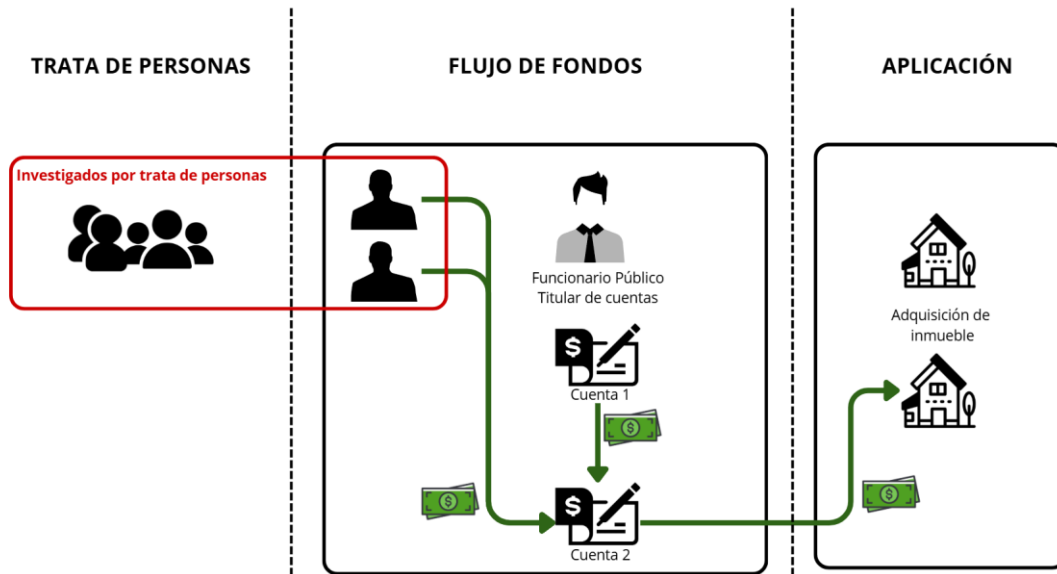 TRATA DE PERSONAS
FLUJO DE FONDOS
APLICACIÓN
Investigados por trata de personas
Funcionario Público
Titular de cuentas
$
Cuenta 1
$
$
Cuenta 2
$
Adquisición de
inmueble
$